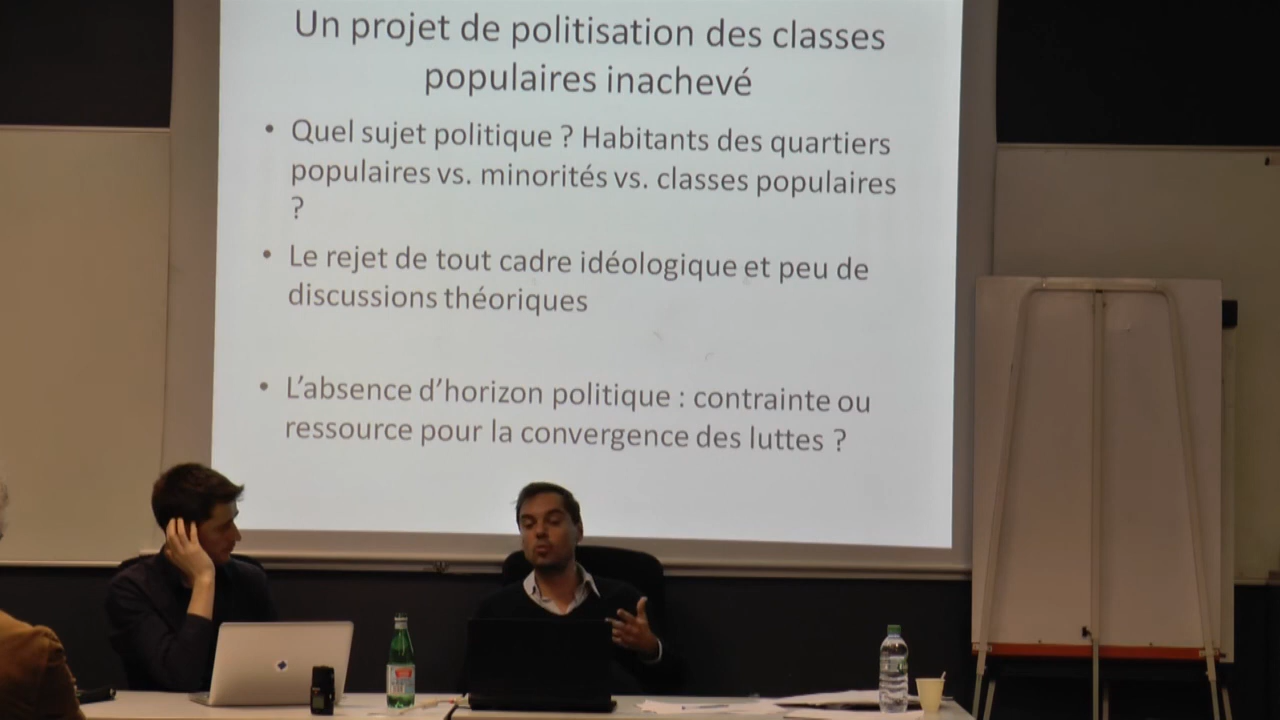 Un projet de politisation des classes
populaires inachevé
• Quel sujet politique ? Habitants des quartiers
populaires vs. minorités vs. classes populaires
?
• Le rejet de tout cadre idéologique et peu de
discussions théoriques
• L’absence d’horizon politique : contrainte ou
ressource pour la convergence des luttes ?